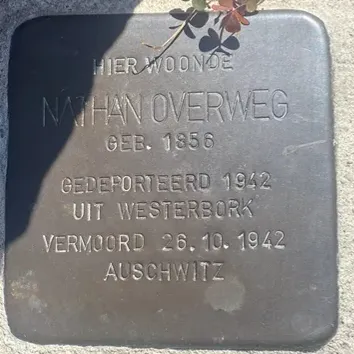 HIER WOONDE
NATHAN OVERWEG
GEB. 1856
GEDEPORTEERD 1942
UIT WESTERBORK
VERMOORD 26.10.1942
AUSCHWITZ